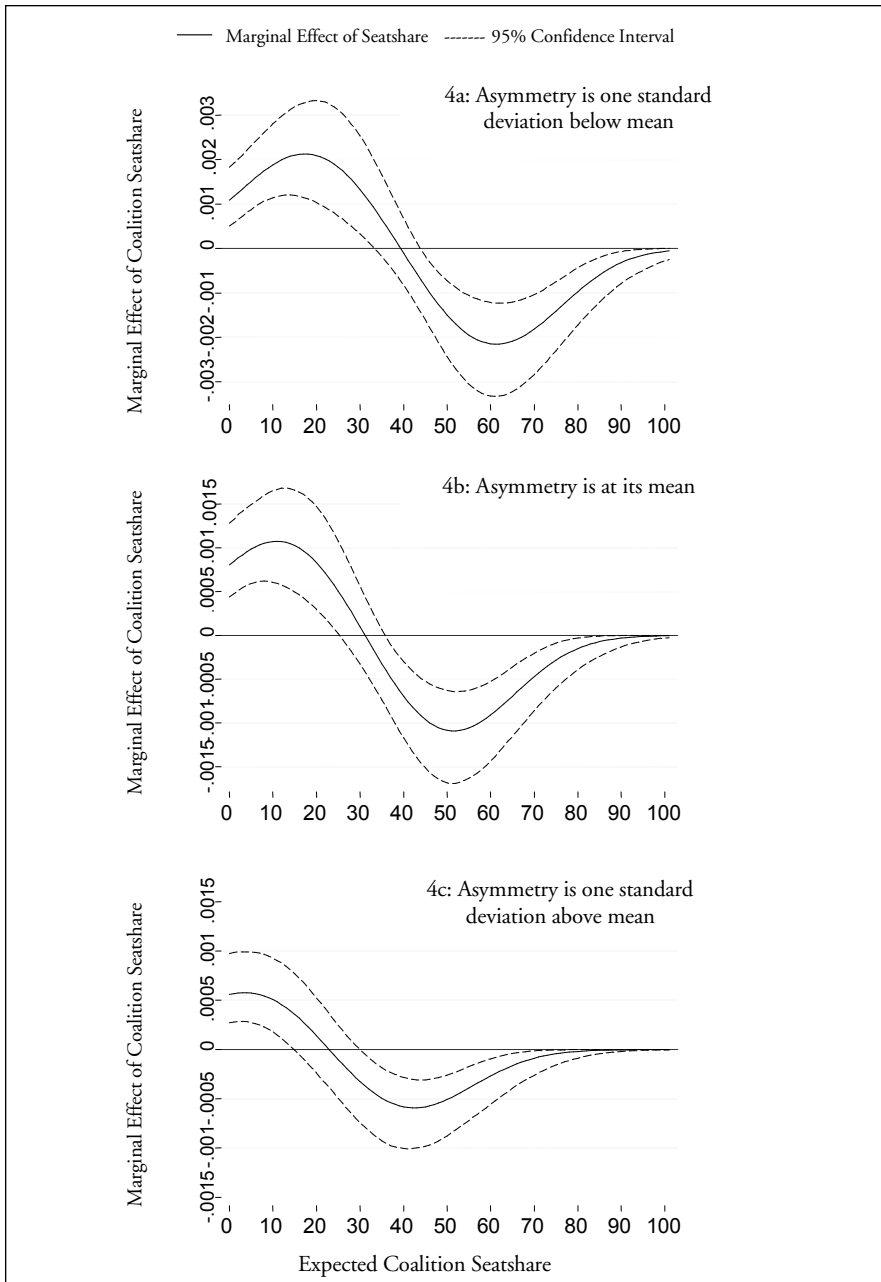 Marginal Effect of Seatshare 95% Confidence Interval
4a: Asymmetry is one standard
deviation below mean
Marginal Effect of Coalition Seatshare
.003
.002
.001
0
-.001
-.002
-.003
0 10 20 30 40 50 60 70 80 90 100
4b: Asymmetry is at its mean
Marginal Effect of Coalition Seatshare
.0015
.001
.0005
0
-.0005
-.001
-.0015
0 10 20 30 40 50 60 70 80 90 100
4c: Asymmetry is one standard
deviation above mean
Marginal Effect of Coalition Seatshare
.0015
.001
.0005
0
-.0005
-.001
-.0015
0 10 20 30 40 50 60 70 80 90 100
Expected Coalition Seatshare